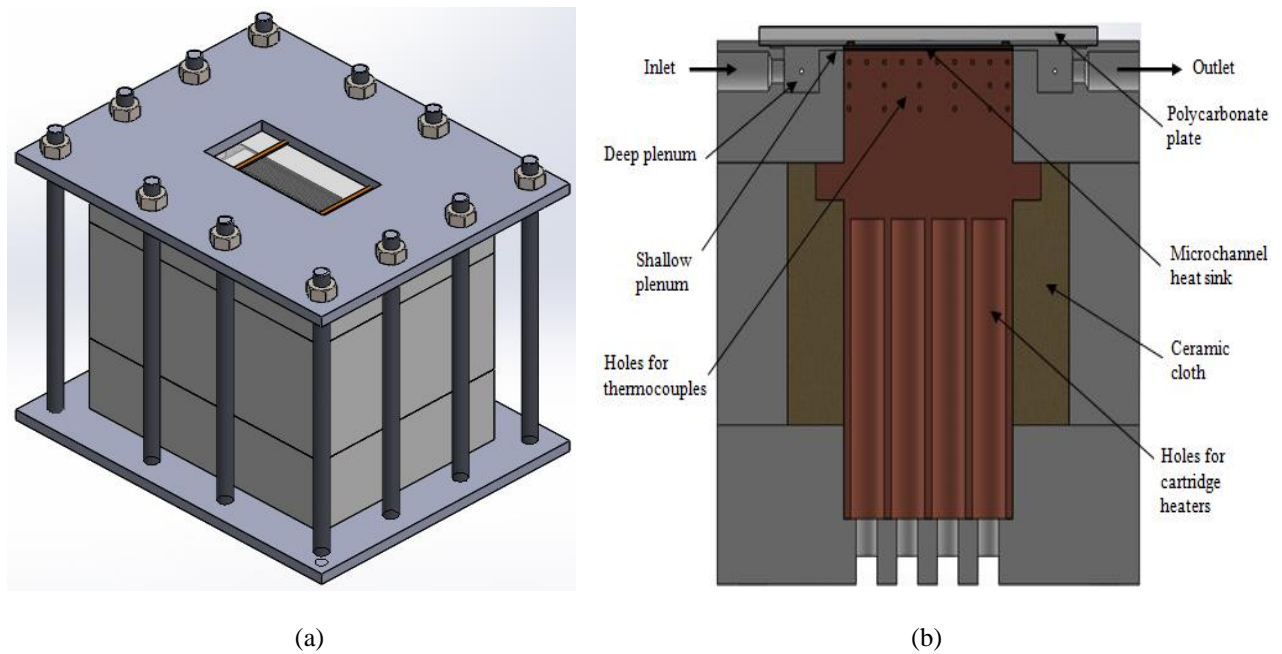 Inlet
Outlet
Deep plenum
Polycarbonate
plate
Shallow
plenum
Microchannel
heat sink
Holes for
thermocouples
Ceramic
cloth
Holes for
cartridge
heaters
(a)
(b)